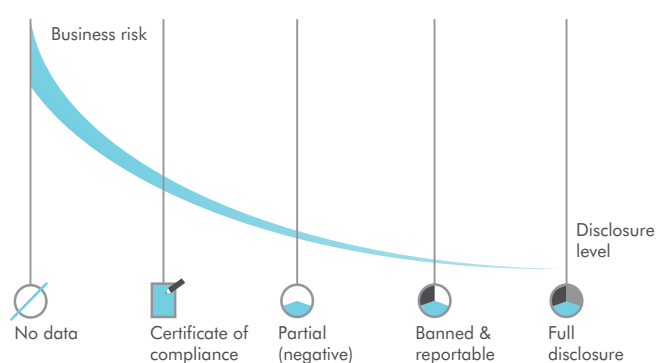 Business risk
Disclosure
level
No data
Certificate of
compliance
Partial
(negative)
Banned &
reportable
Full
disclosure